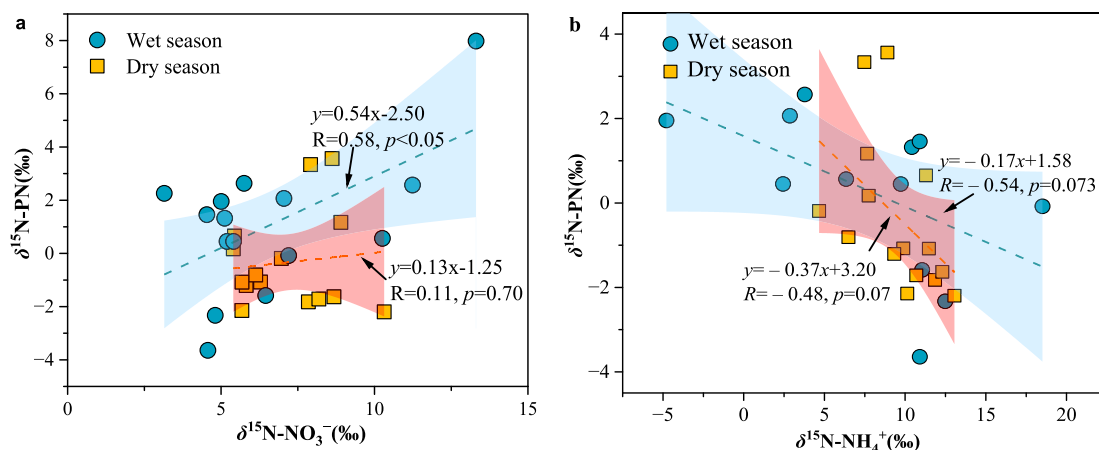 a
Wet season
Dry season
y=0.54x-2.50
R=0.58, p<0.05
y=0.13x-1.25
R=0.11, p=0.70
8
6
4
2
0
−2
−4
0
5
10
15
δ¹⁵N-PN(‰)
δ¹⁵N-NO₃⁻(‰)
b
Wet season
Dry season
y=−0.17x+1.58
R=−0.54, p=0.073
y=−0.37x+3.20
R=−0.48, p=0.07
4
2
0
−2
−4
−5
0
5
10
15
20
δ¹⁵N-PN(‰)
δ¹⁵N-NH₄⁺(‰)